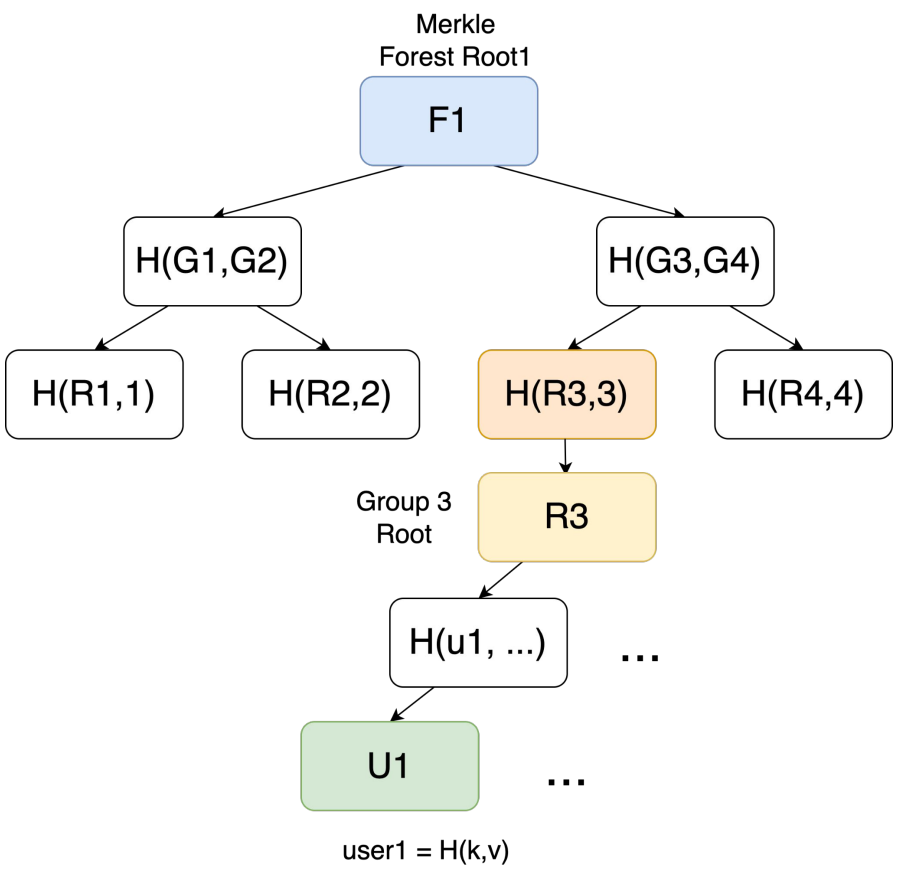 Merkle
Forest Root1
F1
H(G1,G2)
H(G3,G4)
H(R1,1)
H(R2,2)
H(R3,3)
H(R4,4)
Group 3
Root
R3
H(u1, ...)
...
U1
...
user1 = H(k,v)